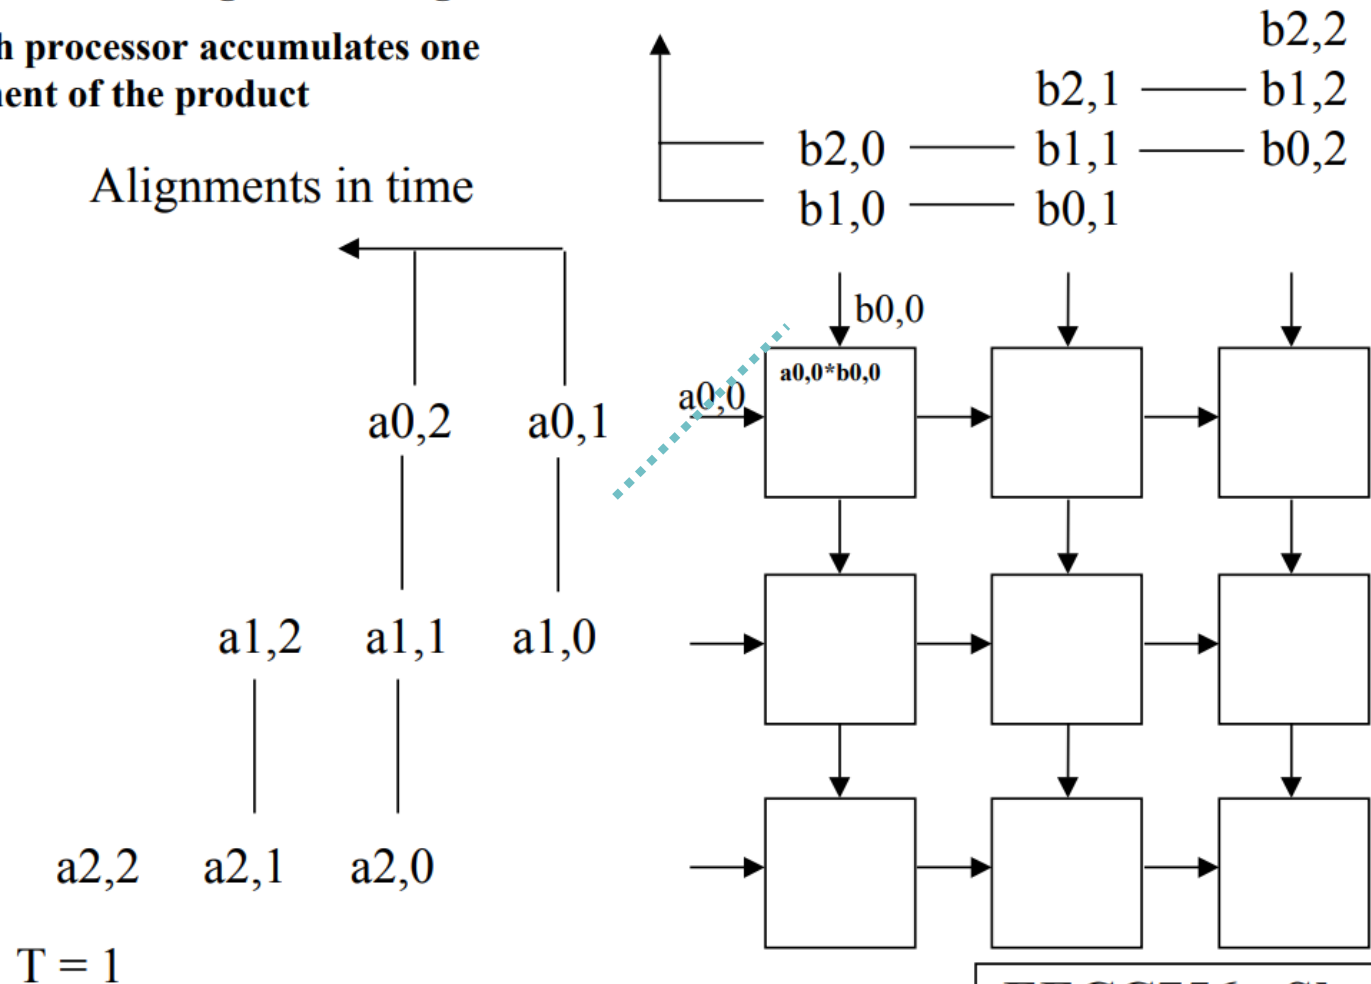 processor accumulates one
of the product
Alignments in time
b2,2
b2,1 b1,2
b2,0 b1,1 b0,2
b1,0 b0,1
b0,0
a0,0*b0,0
a0,2 a0,1 a0,0
a1,2 a1,1 a1,0
a2,2 a2,1 a2,0
T = 1